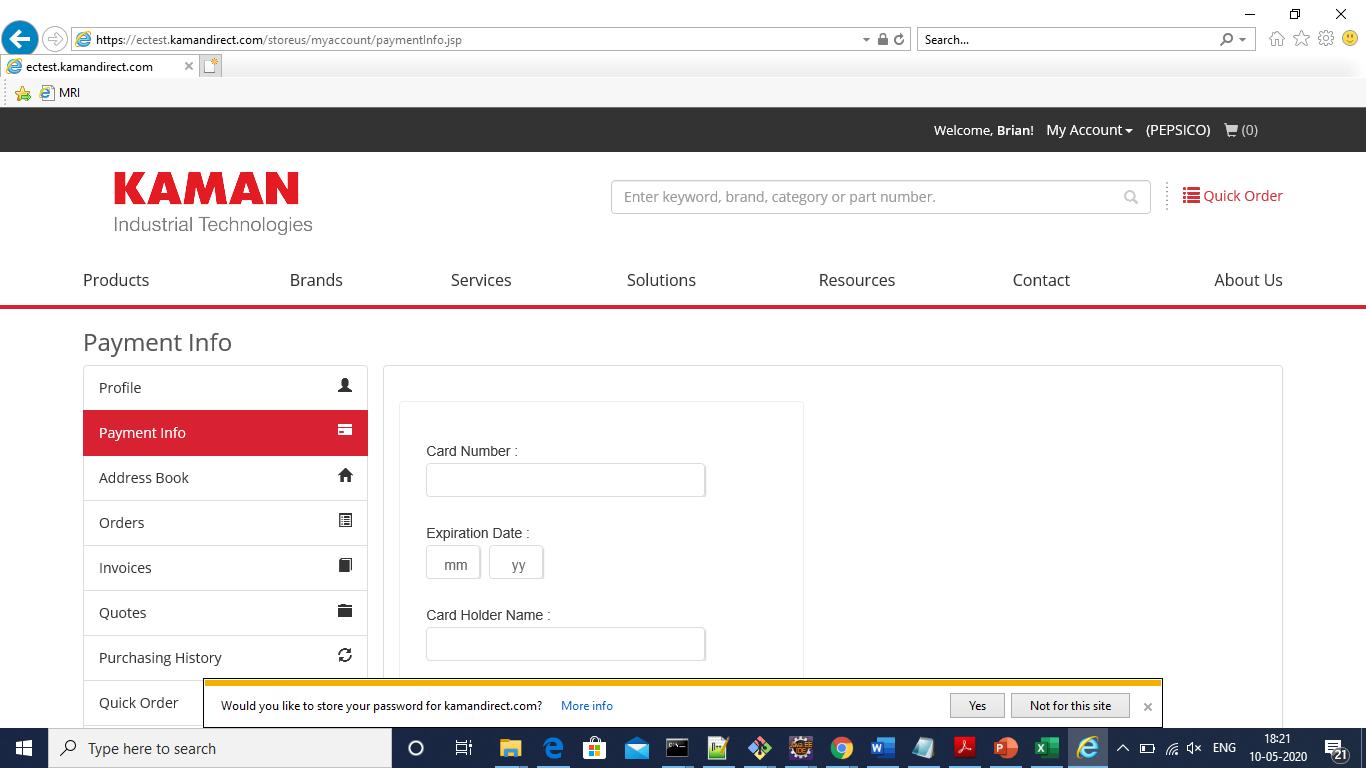 https://ectest.kamandirect.com/storeus/myaccount/paymentInfo.jsp
Search...
ectest.kamandirect.com
MRI
Welcome, Brian! My Account (PEPSICO) (0)
KAMAN
Industrial Technologies
Enter keyword, brand, category or part number.
Quick Order
Products Brands Services Solutions Resources Contact About Us
Payment Info
Profile
Payment Info
Address Book
Orders
Invoices
Quotes
Purchasing History
Quick Order
Card Number :
Expiration Date :
mm yy
Card Holder Name :
Would you like to store your password for kamandirect.com? More info Yes Not for this site
Type here to search
ENG
18:21
10-05-2020
21